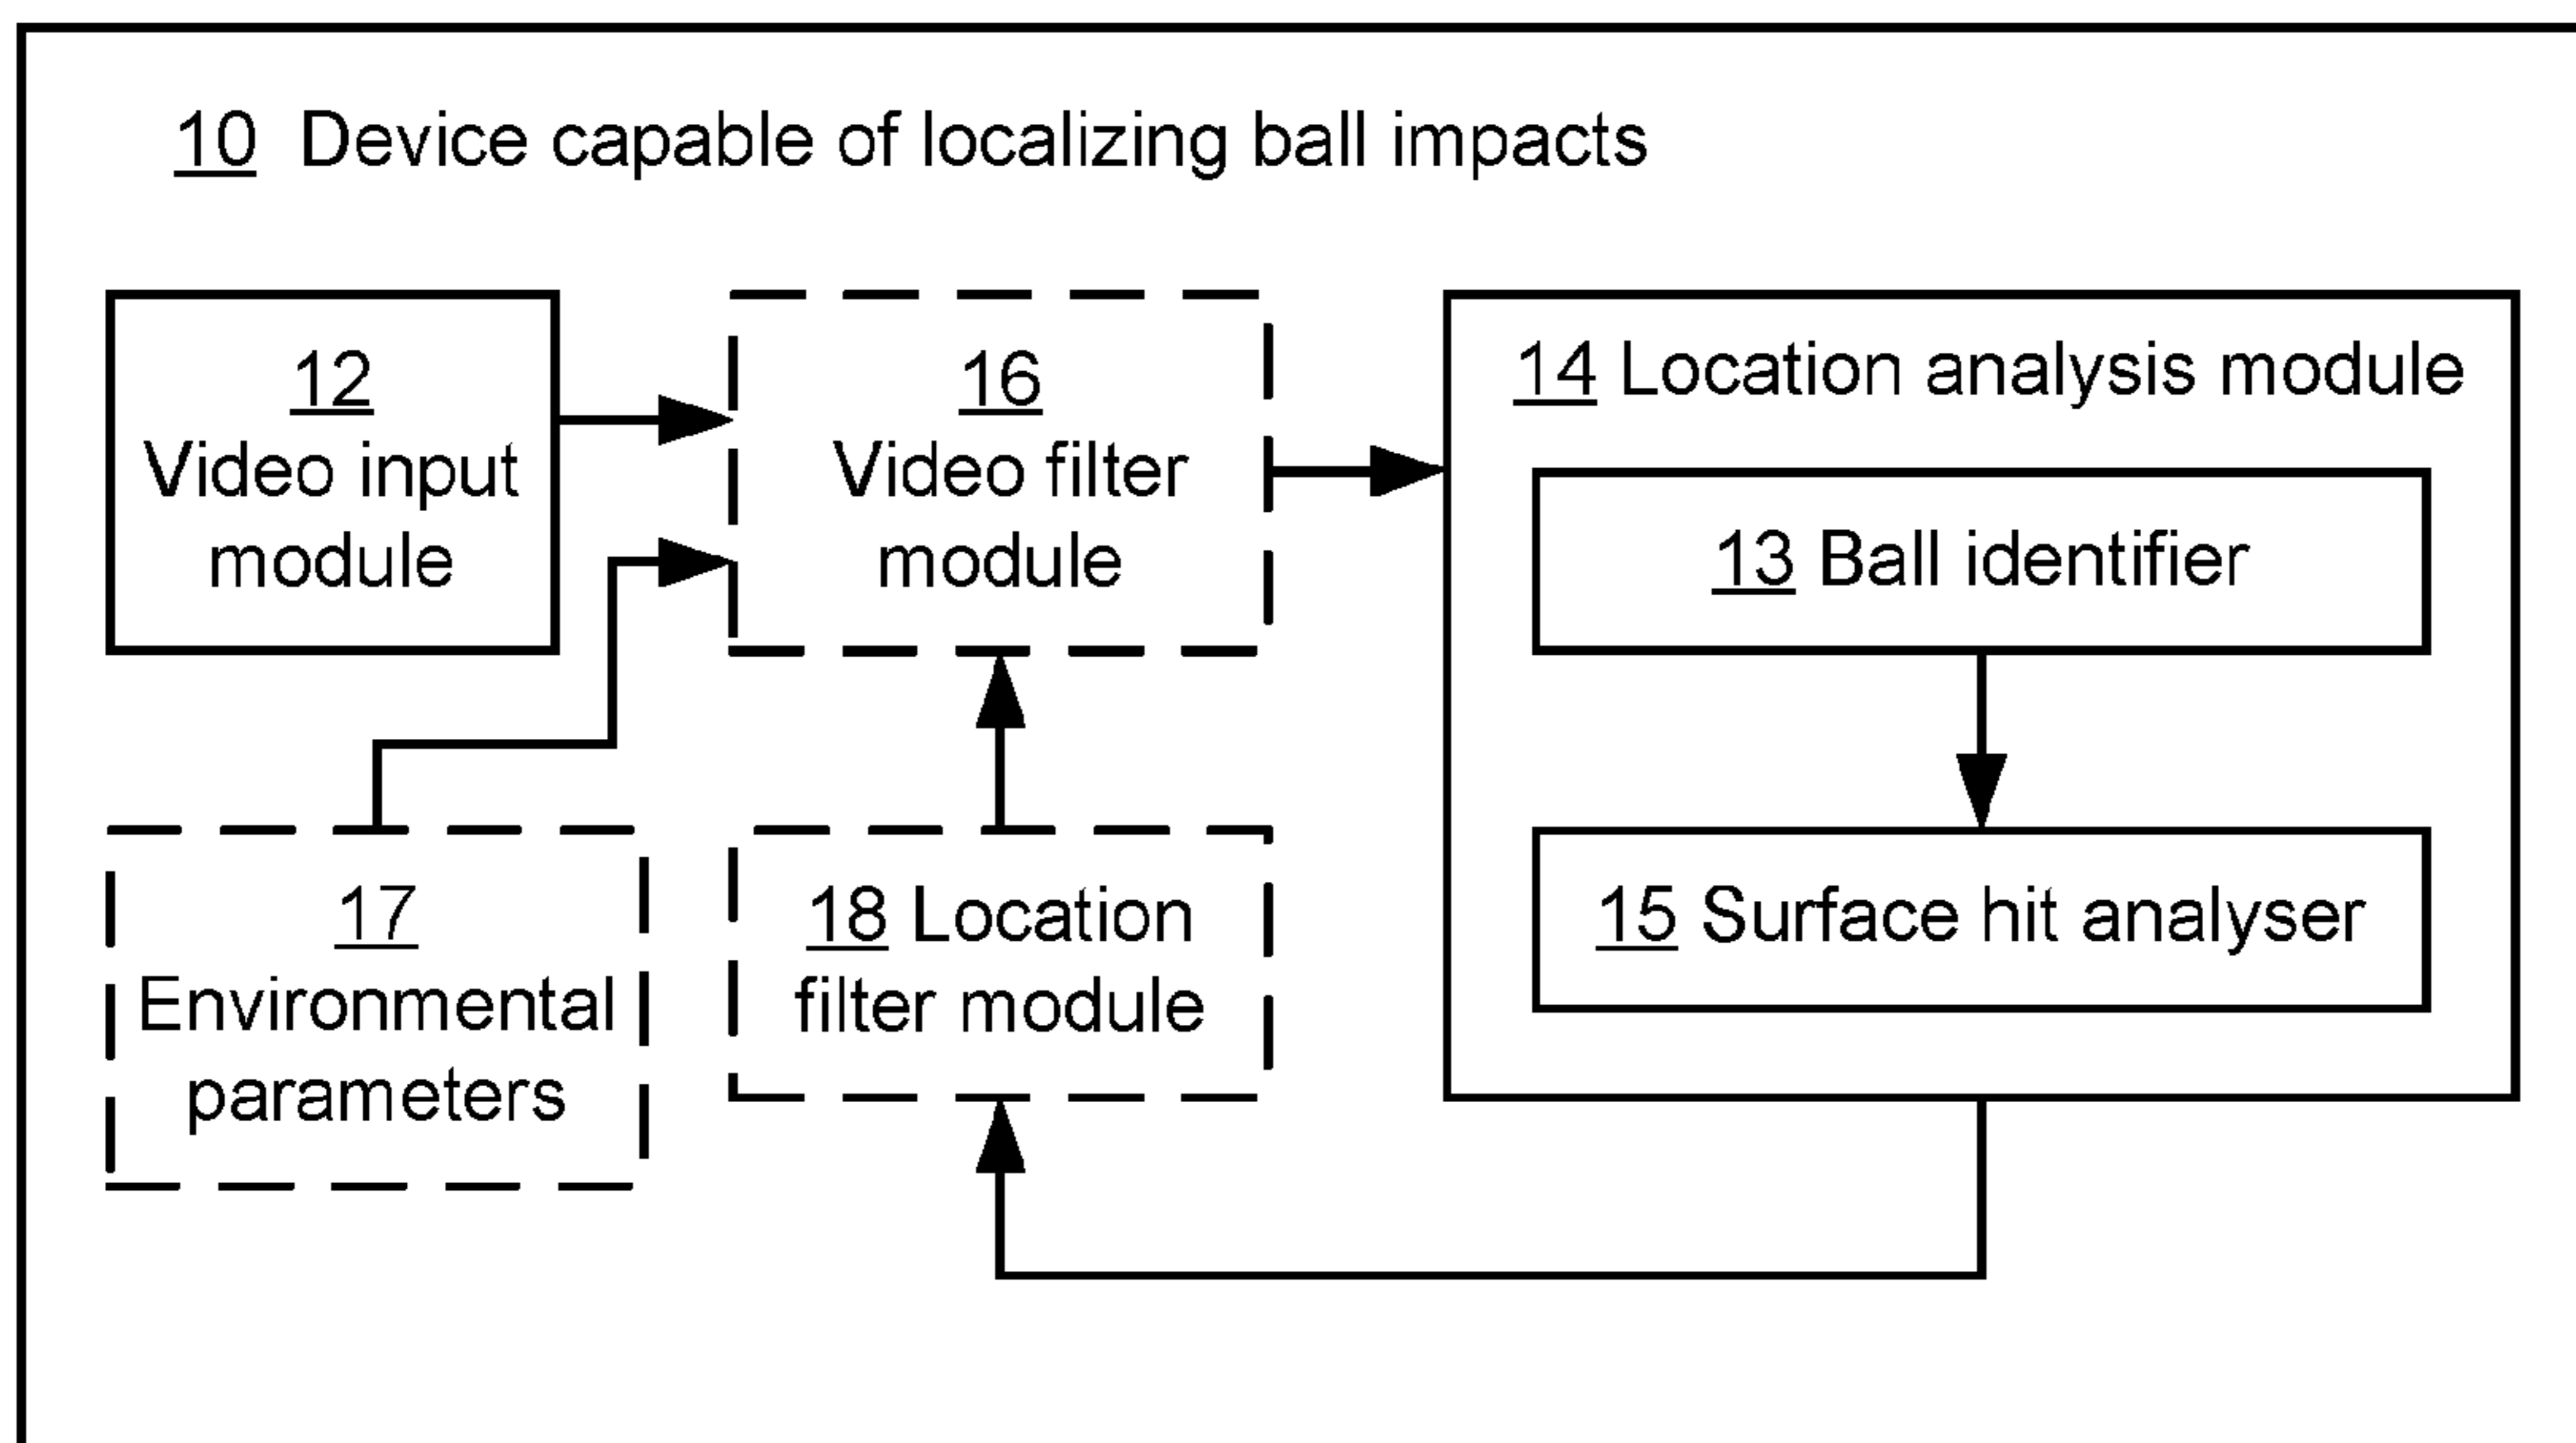 10 Device capable of localizing ball impacts
12
Video input
module
16
Video filter
module
14 Location analysis module
13 Ball identifier
15 Surface hit analyser
17
Environmental
parameters
18 Location
filter module